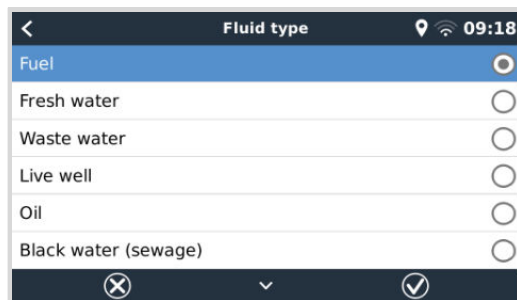 Fluid type 09:18
Fuel
Fresh water
Waste water
Live well
Oil
Black water (sewage)